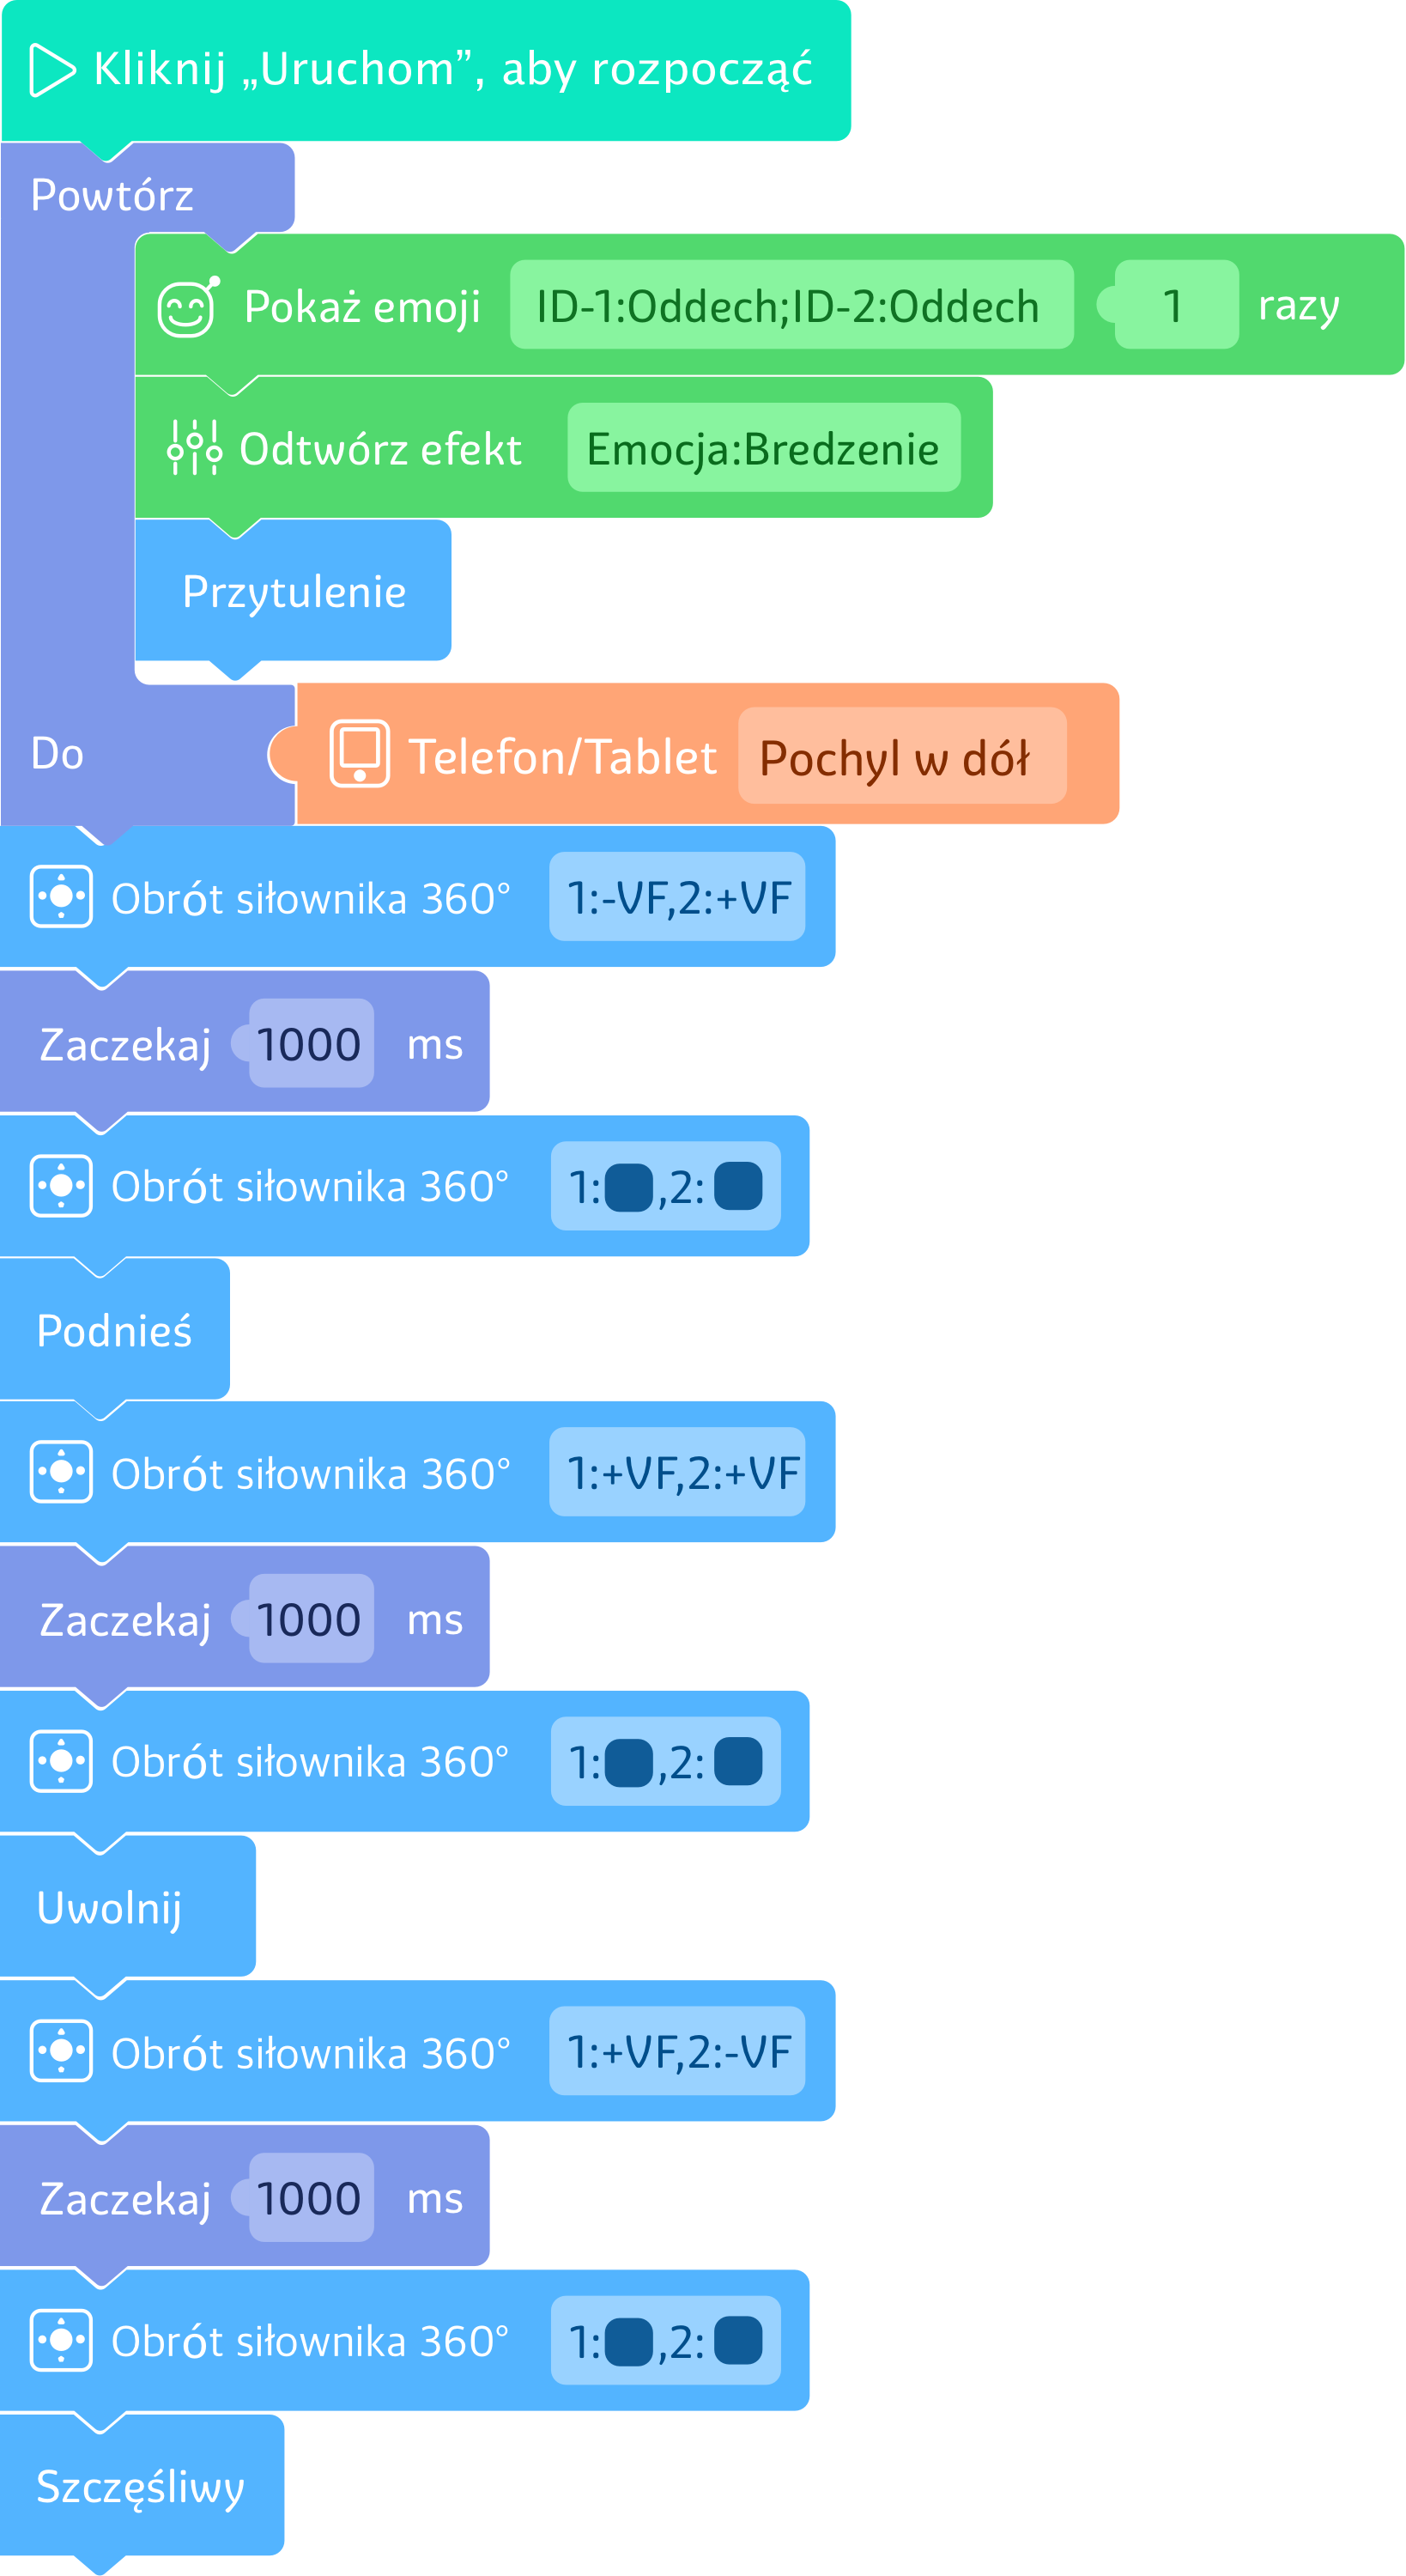 Kliknij „Uruchom”, aby rozpocząć
Powtórz
Pokaż emoji ID-1:Oddech;ID-2:Oddech 1 razy
Odtwórz efekt Emocja:Bredzenie
Przytulenie
Do Telefon/Tablet Pochyl w dół
Obrót siłownika 360° 1:-VF,2:+VF
Zaczekaj 1000 ms
Obrót siłownika 360° 1: ,2:
Podnieś
Obrót siłownika 360° 1:+VF,2:+VF
Zaczekaj 1000 ms
Obrót siłownika 360° 1: ,2:
Uwolnij
Obrót siłownika 360° 1:+VF,2:-VF
Zaczekaj 1000 ms
Obrót siłownika 360° 1: ,2:
Szczęśliwy